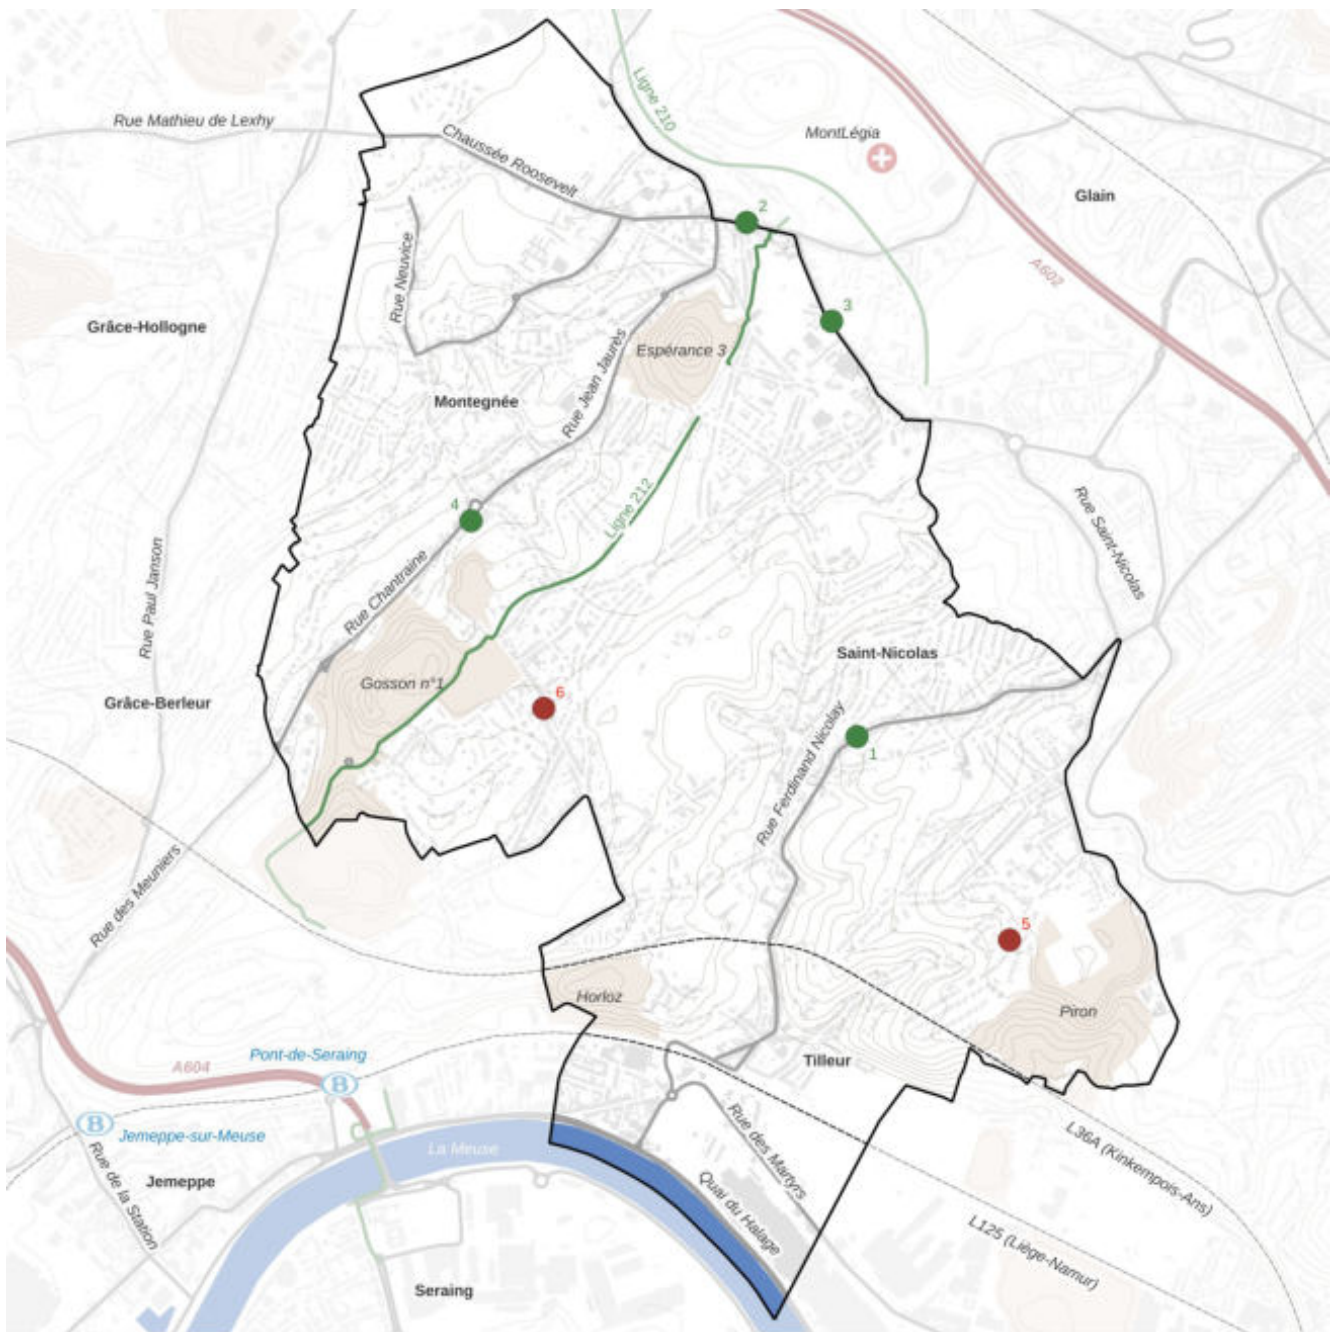 Ligne 210
Rue Mathieu de Lexhy
Chaussée Roosevelt
MontLégia
Glain
2
A602
Rue Neuvice
3
Grâce-Hollogne
Espérance 3
Rue Jean Jaurès
Montegnée
4
Ligne 212
Rue Saint-Nicolas
Rue Paul Janson
Rue Chantraine
Saint-Nicolas
Gosson n°1
6
Grâce-Berleur
Rue Ferdinand Nicolay
1
Rue des Meuniers
5
Horloz
Piron
Pont-de-Seraing
B
A604
Tilleur
B
Jemeppe-sur-Meuse
La Meuse
Rue des Martyrs
L36A (Kinkempois-Ans)
Rue de la Station
Jemeppe
Quai du Halage
L125 (Liège-Namur)
Seraing